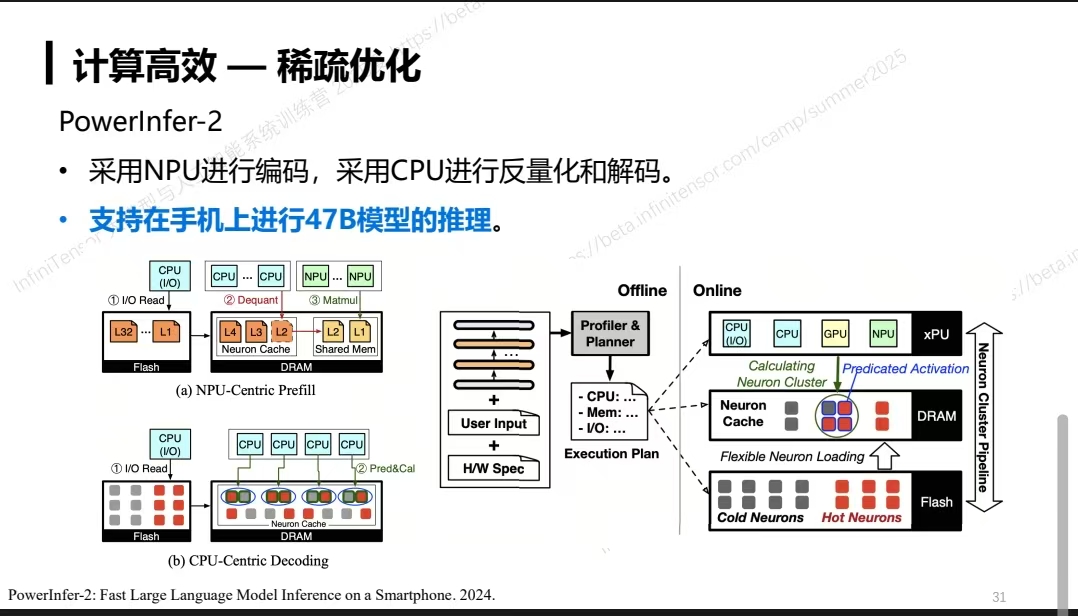 计算高效 — 稀疏优化
PowerInfer-2
• 采用NPU进行编码，采用CPU进行反量化和解码。
• 支持在手机上进行47B模型的推理。
CPU
(I/O)
CPU ... CPU
NPU ... NPU
① I/O Read
② Dequant
③ Matmul
L32 ... L1
L4 L3 L2
L2 L1
Neuron Cache
Shared Mem
Flash
DRAM
(a) NPU-Centric Prefill
CPU
(I/O)
CPU CPU CPU CPU
① I/O Read
② Pred&Cal
Neuron Cache
Flash
DRAM
(b) CPU-Centric Decoding
Offline
Online
...
+
User Input
+
H/W Spec
Profiler &
Planner
- CPU: ...
- Mem: ...
- I/O: ...
Execution Plan
CPU
(I/O)
CPU
GPU
NPU
xPU
Calculating
Neuron Cluster
Predicated Activation
Neuron
Cache
DRAM
Flexible Neuron Loading
Cold Neurons
Hot Neurons
Flash
Neuron Cluster Pipeline
PowerInfer-2: Fast Large Language Model Inference on a Smartphone. 2024.
31